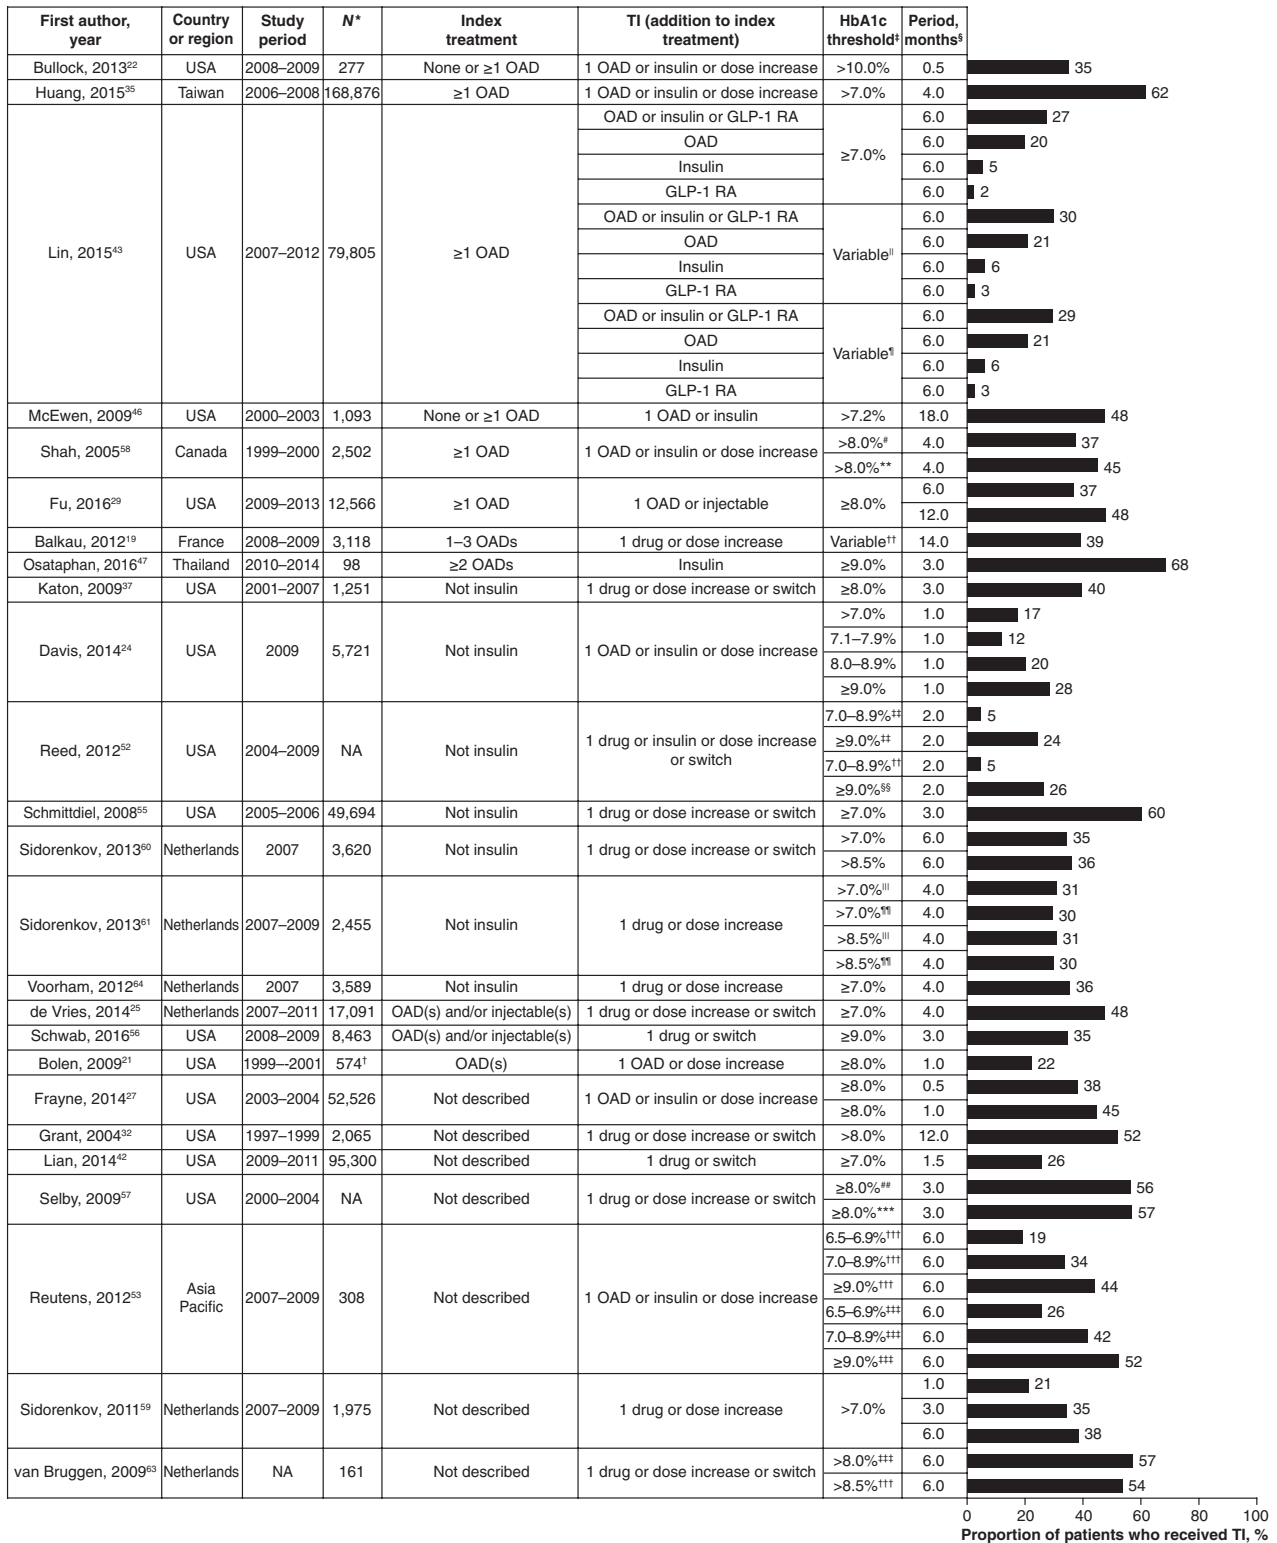 First author, year	Country or region	Study period	N*	Index treatment	TI (addition to index treatment)	HbA1c threshold‡	Period, months§
Bullock, 2013²²	USA	2008–2009	277	None or ≥1 OAD	1 OAD or insulin or dose increase	>10.0%	0.5	35
Huang, 2015³⁵	Taiwan	2006–2008	168,876	≥1 OAD	1 OAD or insulin or dose increase	>7.0%	4.0	62
Lin, 2015⁴³	USA	2007–2012	79,805	≥1 OAD	OAD or insulin or GLP-1 RA	≥7.0%	6.0	27
OAD	6.0	20
Insulin	6.0	5
GLP-1 RA	6.0	2
OAD or insulin or GLP-1 RA	Variable||	6.0	30
OAD	6.0	21
Insulin	6.0	6
GLP-1 RA	6.0	3
OAD or insulin or GLP-1 RA	Variable¶	6.0	29
OAD	6.0	21
Insulin	6.0	6
GLP-1 RA	6.0	3
McEwen, 2009⁴⁶	USA	2000–2003	1,093	None or ≥1 OAD	1 OAD or insulin	>7.2%	18.0	48
Shah, 2005⁵⁸	Canada	1999–2000	2,502	≥1 OAD	1 OAD or insulin or dose increase	>8.0%#	4.0	37
>8.0%**	4.0	45
Fu, 2016²⁹	USA	2009–2013	12,566	≥1 OAD	1 OAD or injectable	≥8.0%	6.0	37
12.0	48
Balkau, 2012¹⁹	France	2008–2009	3,118	1–3 OADs	1 drug or dose increase	Variable††	14.0	39
Osataphan, 2016⁴⁷	Thailand	2010–2014	98	≥2 OADs	Insulin	≥9.0%	3.0	68
Katon, 2009³⁷	USA	2001–2007	1,251	Not insulin	1 drug or dose increase or switch	≥8.0%	3.0	40
Davis, 2014²⁴	USA	2009	5,721	Not insulin	1 OAD or insulin or dose increase	>7.0%	1.0	17
7.1–7.9%	1.0	12
8.0–8.9%	1.0	20
≥9.0%	1.0	28
Reed, 2012⁵²	USA	2004–2009	NA	Not insulin	1 drug or insulin or dose increase or switch	7.0–8.9%‡‡	2.0	5
≥9.0%‡‡	2.0	24
7.0–8.9%††	2.0	5
≥9.0%§§	2.0	26
Schmittdiel, 2008⁵⁵	USA	2005–2006	49,694	Not insulin	1 drug or dose increase or switch	≥7.0%	3.0	60
Sidorenkov, 2013⁶⁰	Netherlands	2007	3,620	Not insulin	1 drug or dose increase or switch	>7.0%	6.0	35
>8.5%	6.0	36
Sidorenkov, 2013⁶¹	Netherlands	2007–2009	2,455	Not insulin	1 drug or dose increase	>7.0%|||	4.0	31
>7.0%¶¶	4.0	30
>8.5%|||	4.0	31
>8.5%¶¶	4.0	30
Voorham, 2012⁶⁴	Netherlands	2007	3,589	Not insulin	1 drug or dose increase	≥7.0%	4.0	36
de Vries, 2014²⁵	Netherlands	2007–2011	17,091	OAD(s) and/or injectable(s)	1 drug or dose increase or switch	≥7.0%	4.0	48
Schwab, 2016⁵⁶	USA	2008–2009	8,463	OAD(s) and/or injectable(s)	1 drug or switch	≥9.0%	3.0	35
Bolen, 2009²¹	USA	1999–-2001	574†	OAD(s)	1 OAD or dose increase	≥8.0%	1.0	22
Frayne, 2014²⁷	USA	2003–2004	52,526	Not described	1 OAD or insulin or dose increase	≥8.0%	0.5	38
≥8.0%	1.0	45
Grant, 2004³²	USA	1997–1999	2,065	Not described	1 drug or dose increase or switch	>8.0%	12.0	52
Lian, 2014⁴²	USA	2009–2011	95,300	Not described	1 drug or switch	≥7.0%	1.5	26
Selby, 2009⁵⁷	USA	2000–2004	NA	Not described	1 drug or dose increase or switch	≥8.0%##	3.0	56
≥8.0%***	3.0	57
Reutens, 2012⁵³	Asia Pacific	2007–2009	308	Not described	1 OAD or insulin or dose increase	6.5–6.9%†††	6.0	19
7.0–8.9%†††	6.0	34
≥9.0%†††	6.0	44
6.5–6.9%‡‡‡	6.0	26
7.0–8.9%‡‡‡	6.0	42
≥9.0%‡‡‡	6.0	52
Sidorenkov, 2011⁵⁹	Netherlands	2007–2009	1,975	Not described	1 drug or dose increase	>7.0%	1.0	21
3.0	35
6.0	38
van Bruggen, 2009⁶³	Netherlands	NA	161	Not described	1 drug or dose increase or switch	>8.0%‡‡‡	6.0	57
>8.5%†††	6.0	54
0	20	40	60	80	100
Proportion of patients who received TI, %